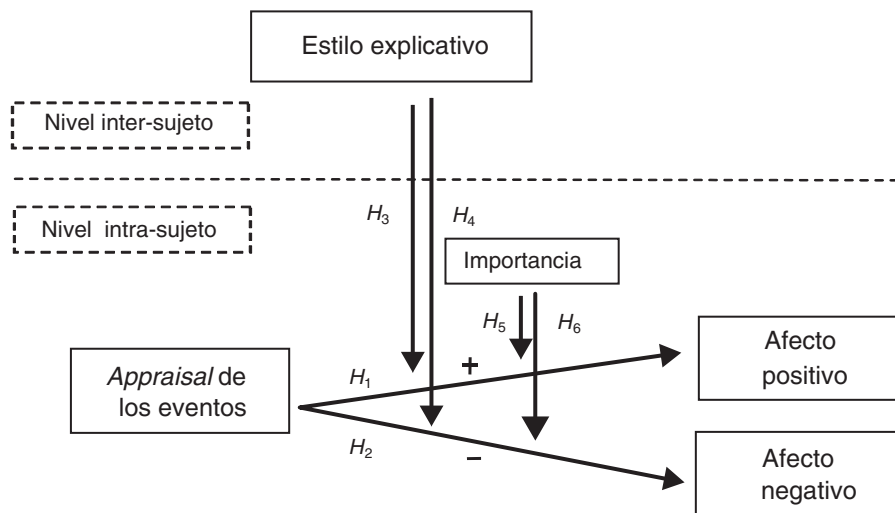 Estilo explicativo
Nivel inter-sujeto
Nivel intra-sujeto
H3
H4
Importancia
H5
H6
Appraisal de
los eventos
H1
+
Afecto
positivo
H2
–
Afecto
negativo